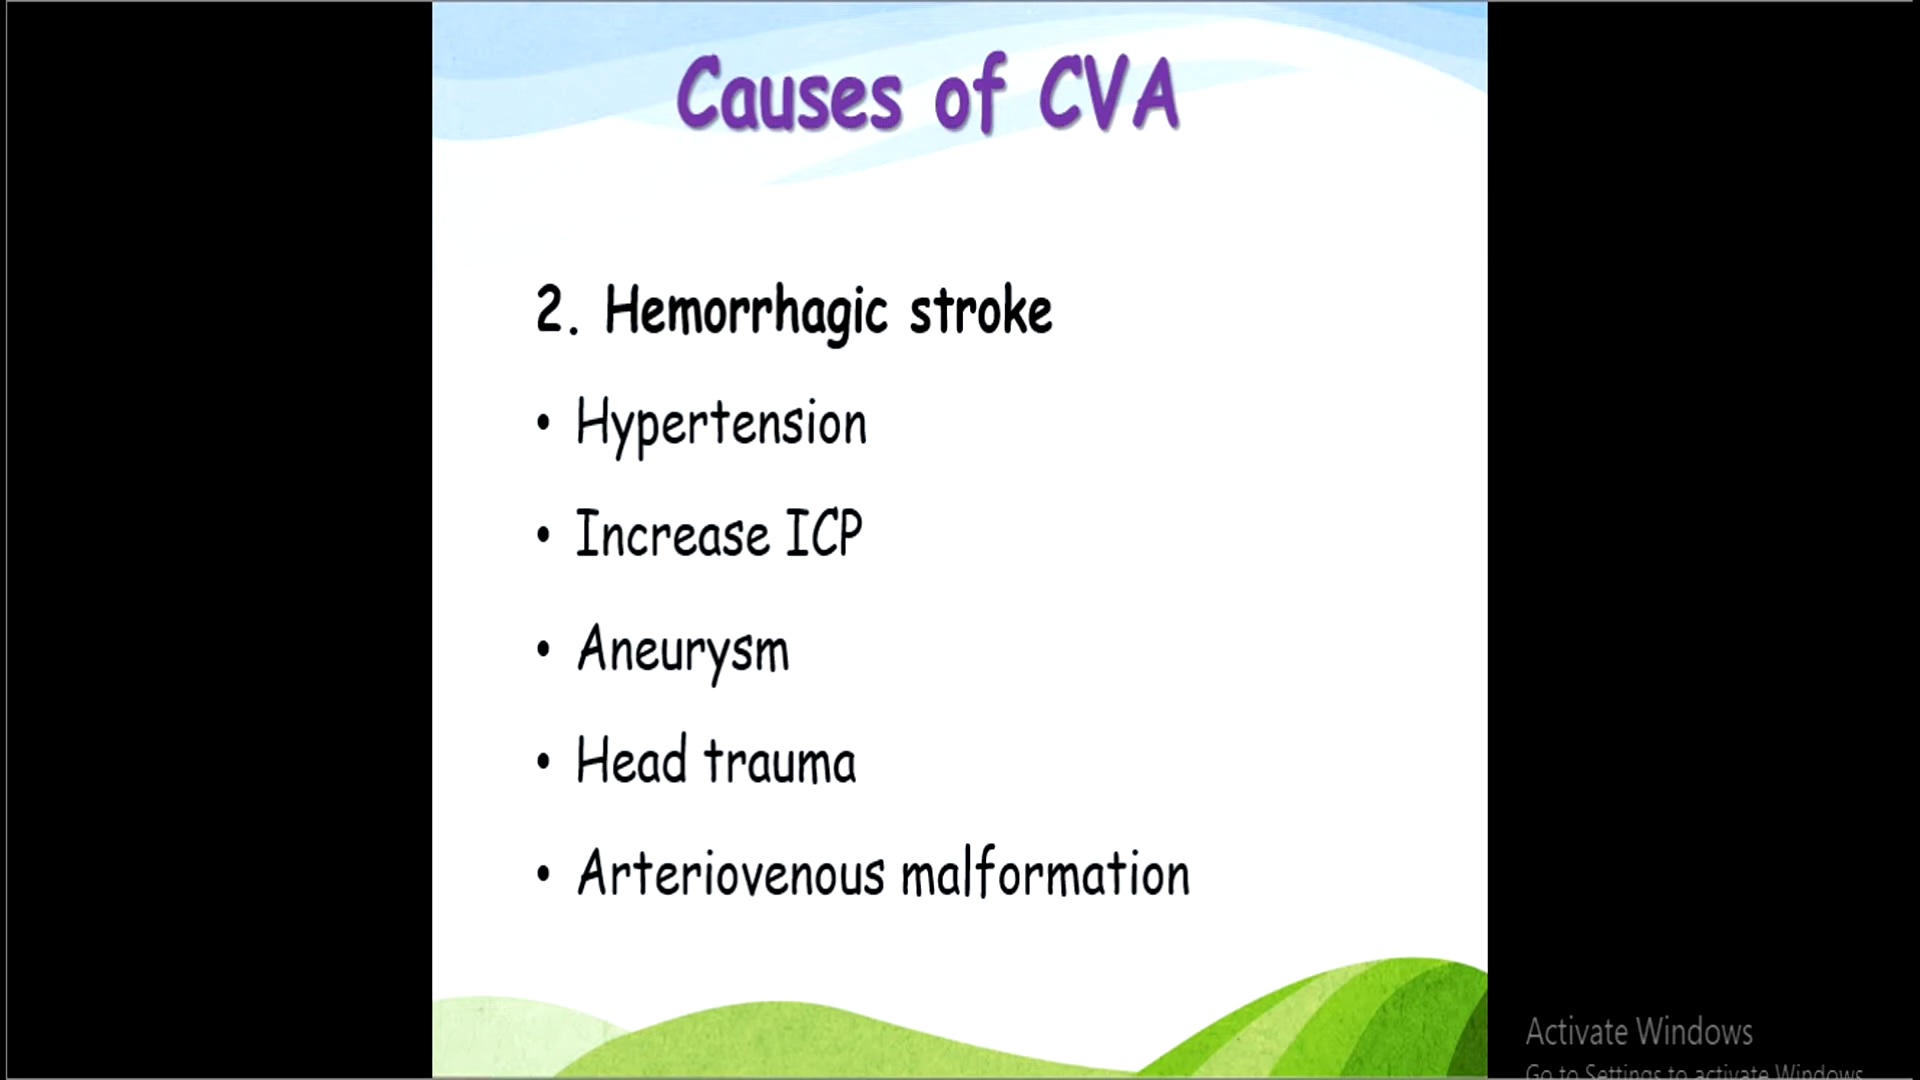 Causes of CVA
2. Hemorrhagic stroke
• Hypertension
• Increase ICP
• Aneurysm
• Head trauma
• Arteriovenous malformation
Activate Windows
Go to Settings to activate Windows.